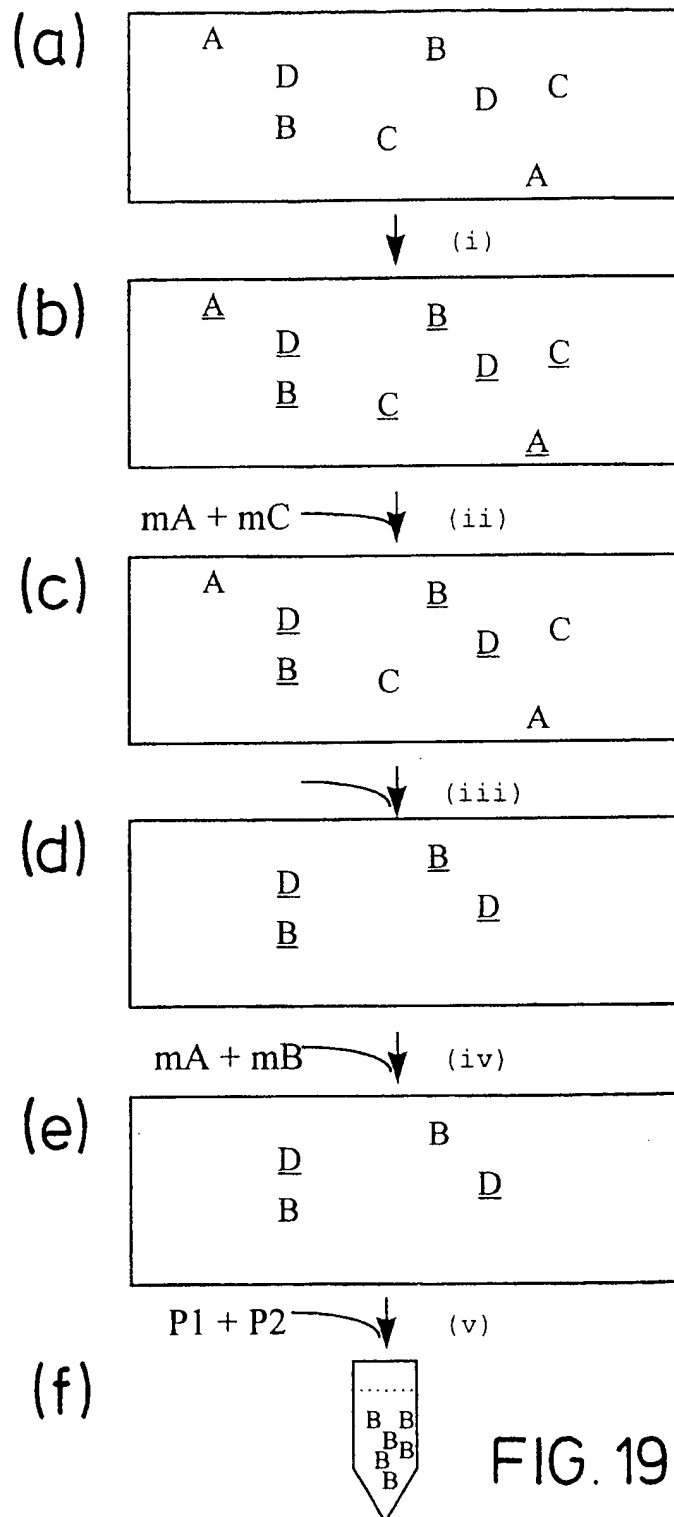 (a)
A B
D
D C
B
C
A
(i)
(b)
A B
D
D C
B
C
A
mA + mC (ii)
(c)
A B
D
D C
B
C
A
(iii)
(d)
B
D
D
B
mA + mB (iv)
(e)
B
D
D
B
P1 + P2 (v)
(f)
B B
B
B
B
B
FIG. 19